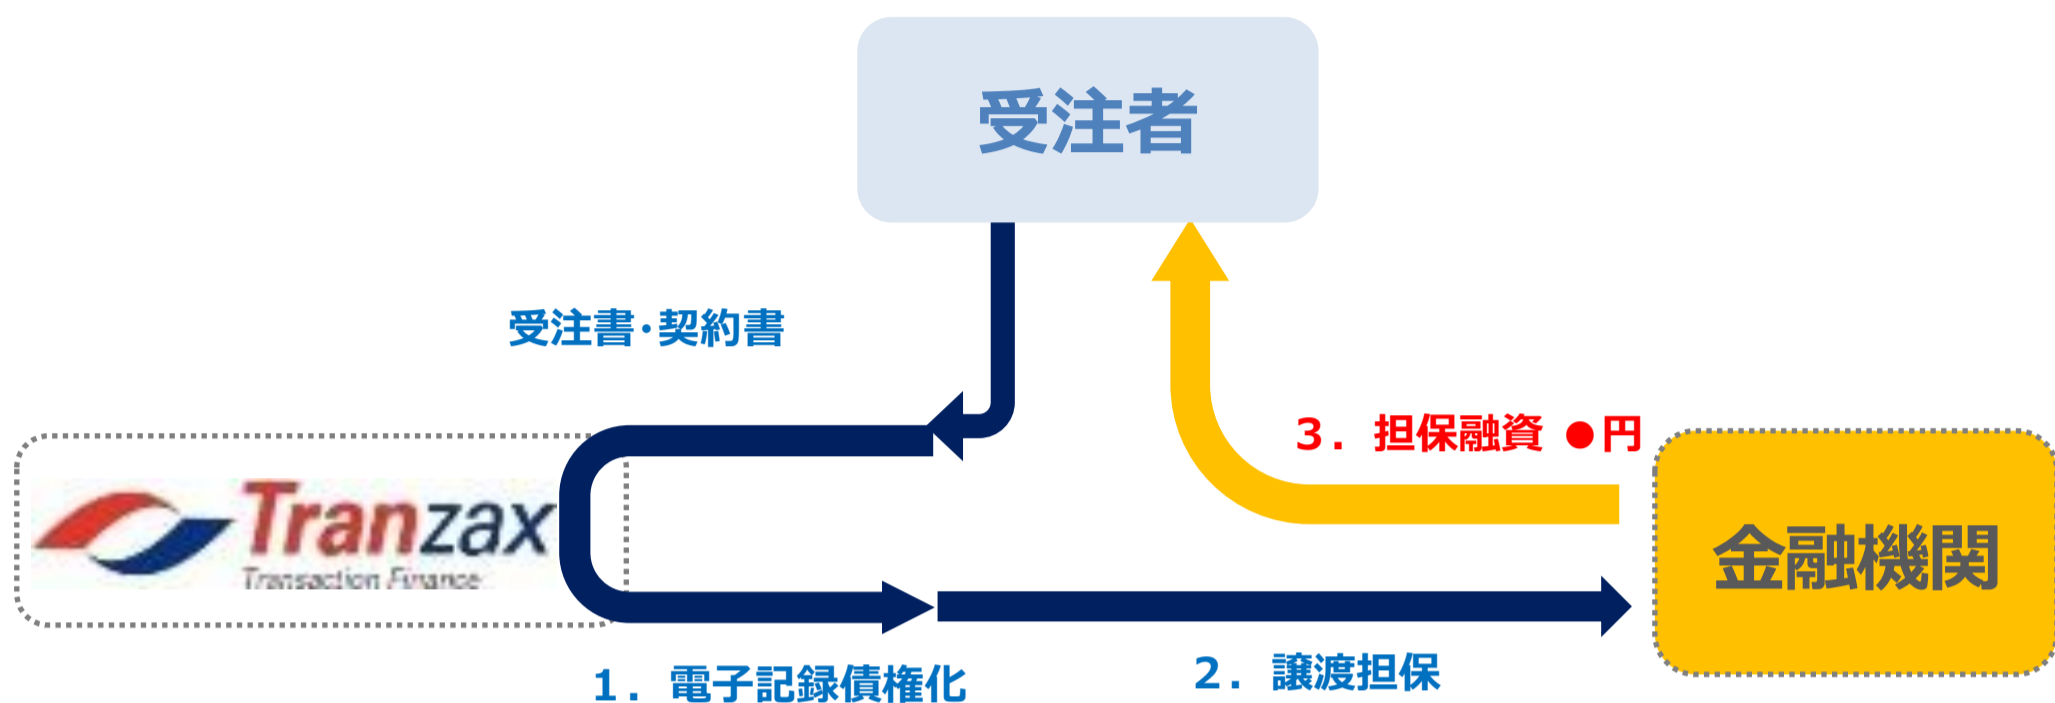 受注者
受注書・契約書
3. 担保融資 ●円
Tranzax
Transaction Finance
金融機関
1. 電子記録債権化
2. 譲渡担保